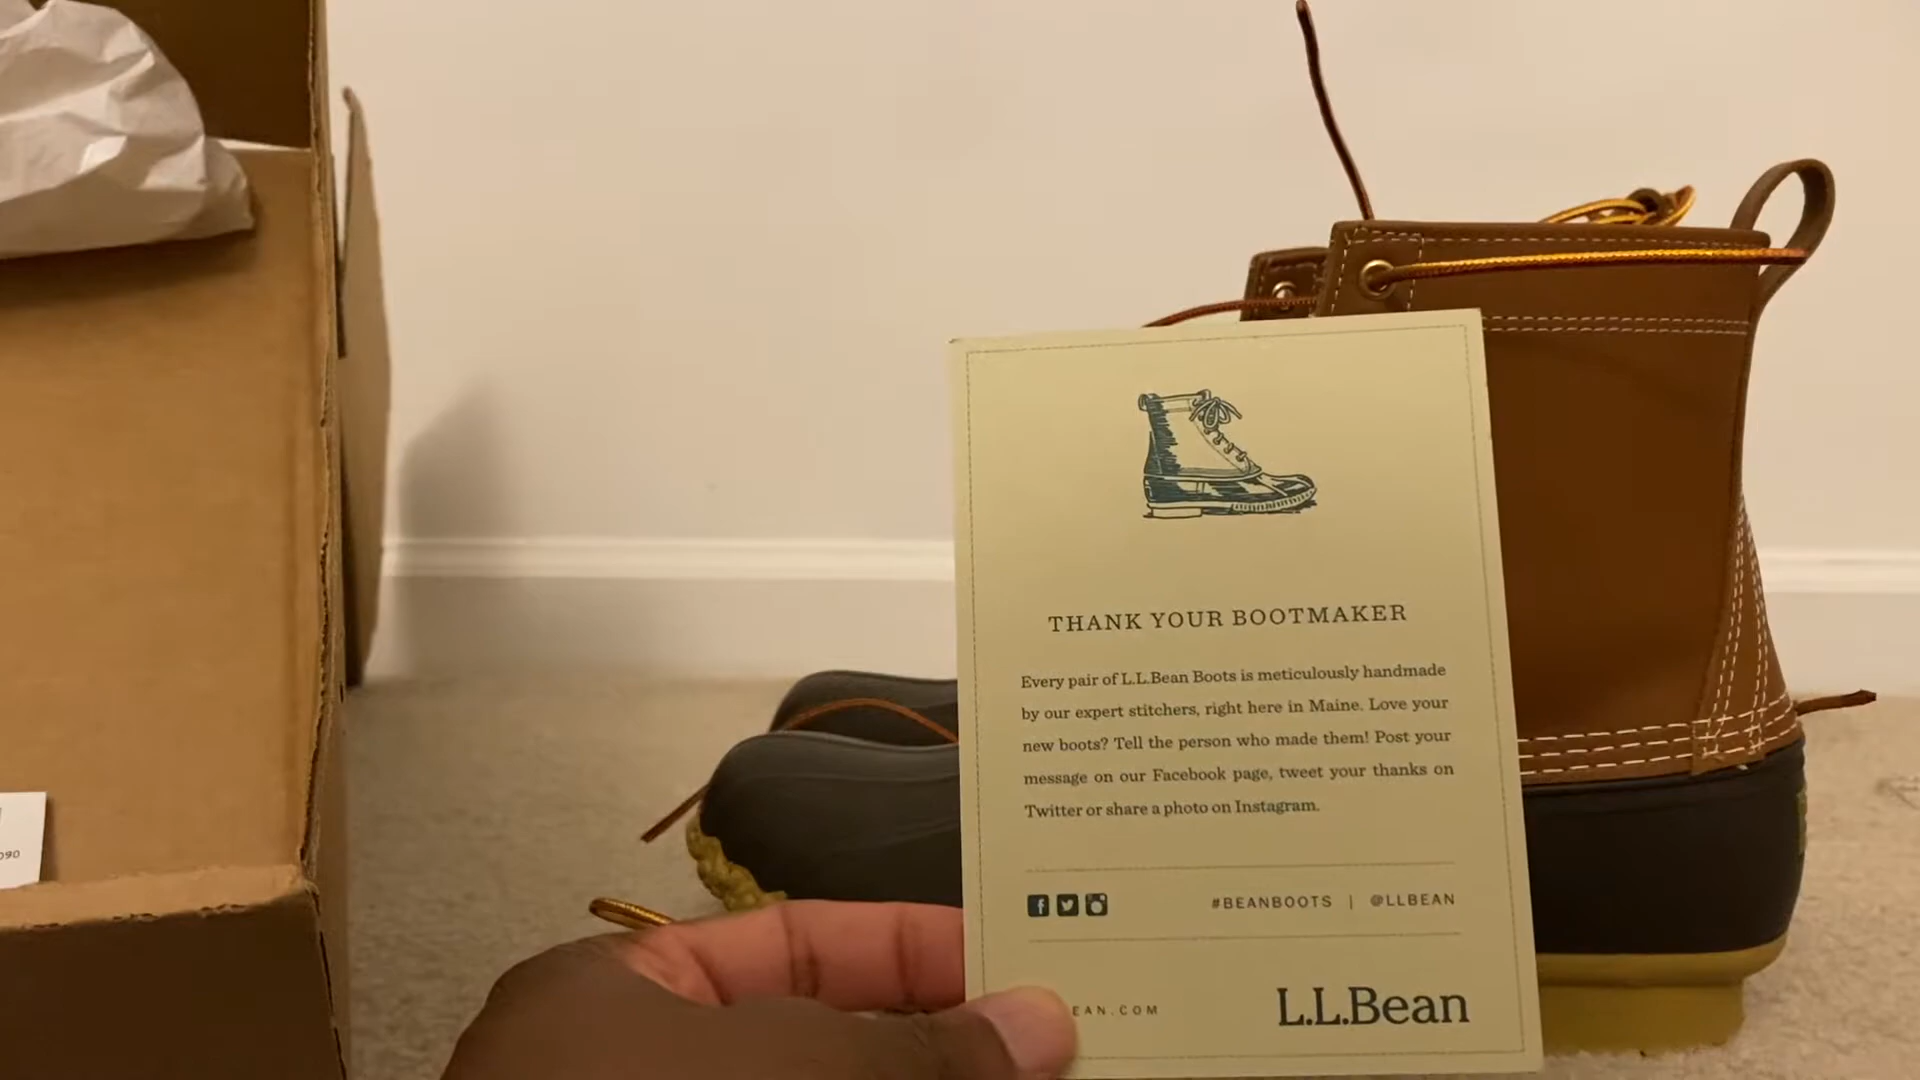 THANK YOUR BOOTMAKER
Every pair of L.L.Bean Boots is meticulously handmade
by our expert stitchers, right here in Maine. Love your
new boots? Tell the person who made them! Post your
message on our Facebook page, tweet your thanks on
Twitter or share a photo on Instagram.
#BEANBOOTS | @LLBEAN
EAN.COM
L.L.Bean
090